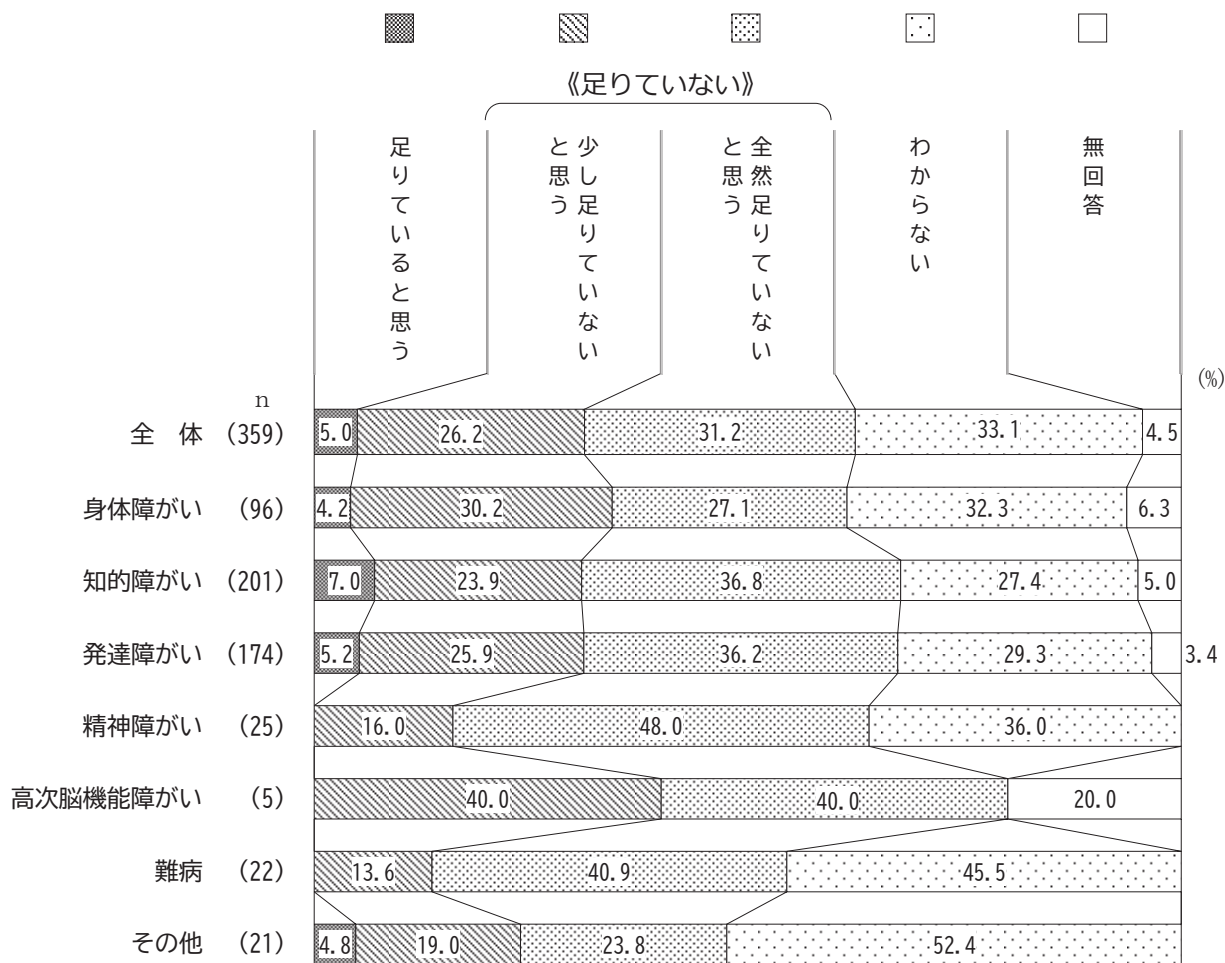 《足りていない》
足りていると思う
少し足りていない
と思う
全然足りていない
と思う
わからない
無回答
(%)
n
全 体 (359) 5.0 26.2 31.2 33.1 4.5
身体障がい (96) 4.2 30.2 27.1 32.3 6.3
知的障がい (201) 7.0 23.9 36.8 27.4 5.0
発達障がい (174) 5.2 25.9 36.2 29.3 3.4
精神障がい (25) 16.0 48.0 36.0
高次脳機能障がい (5) 40.0 40.0 20.0
難病 (22) 13.6 40.9 45.5
その他 (21) 4.8 19.0 23.8 52.4